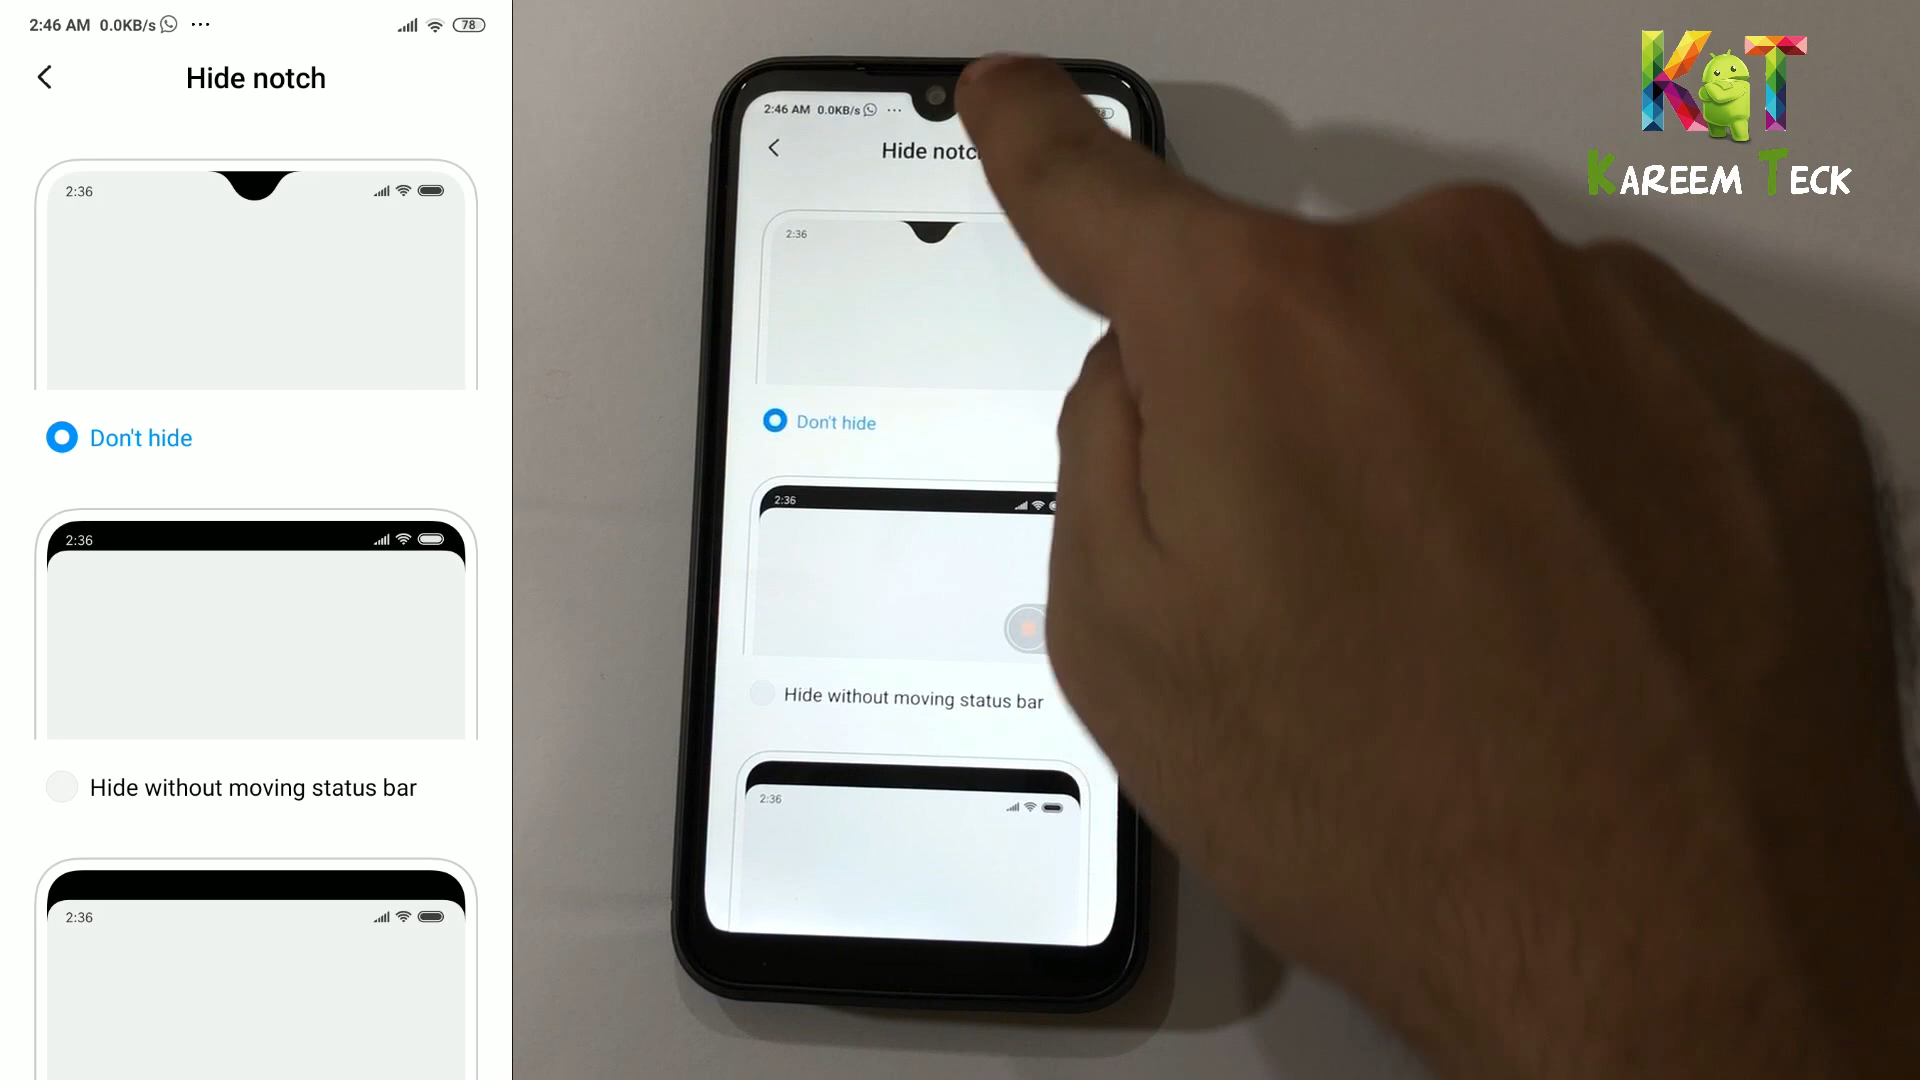 2:46 AM 0.0KB/s ... 78
Hide notch
2:36
Don't hide
2:36
Hide without moving status bar
2:36
2:46 AM 0.0KB/s ...
Hide notc
2:36
Don't hide
2:36
Hide without moving status bar
2:36
KT
KAREEM TECK